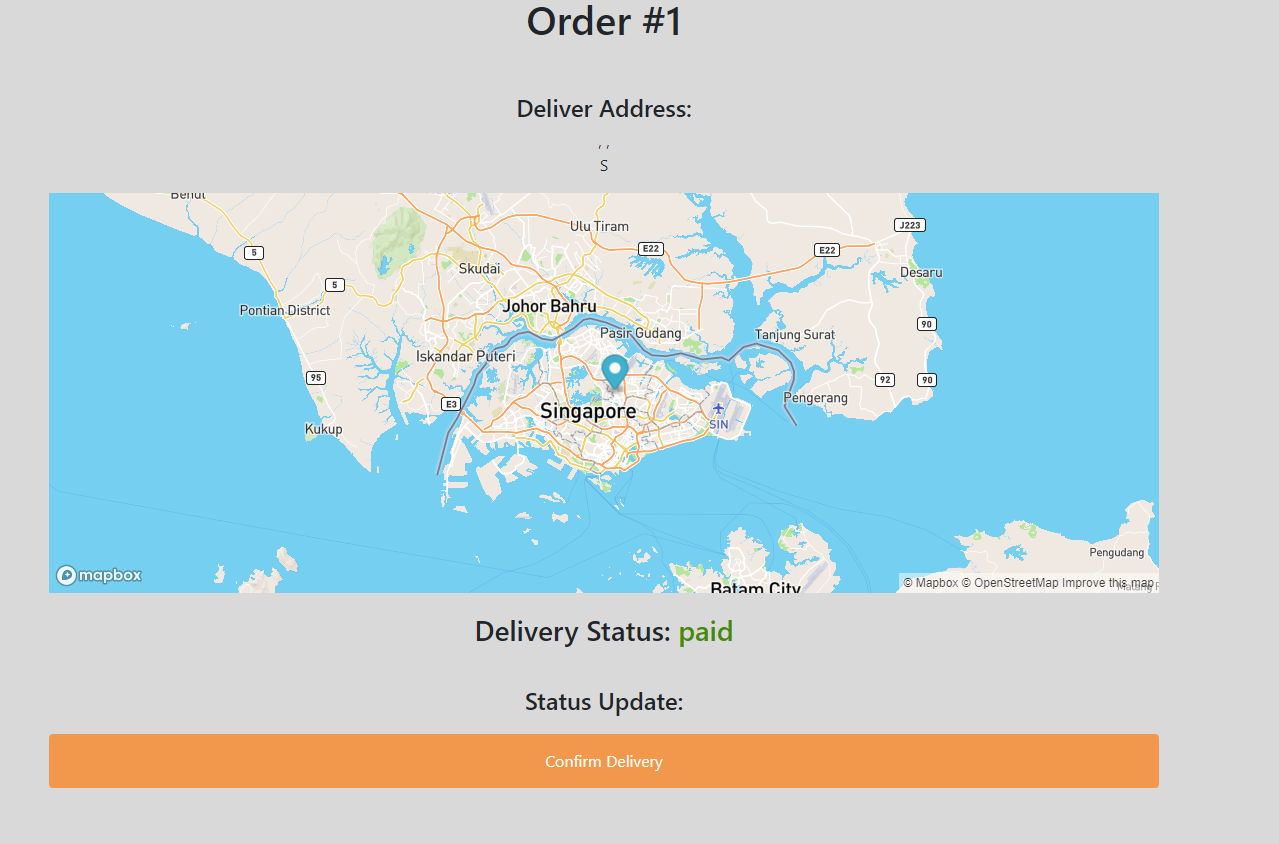 Order #1
Deliver Address:
, ,
S
Benut
Ulu Tiram
J223
E22
E22
5
Skudai
Desaru
5
Johor Bahru
Pontian District
90
Pasir Gudang
Tanjung Surat
Iskandar Puteri
95
92
90
Pengerang
E3
Singapore
SIN
Kukup
Pengudang
mapbox
© Mapbox © OpenStreetMap Improve this map
Batam City
Delivery Status: paid
Status Update:
Confirm Delivery